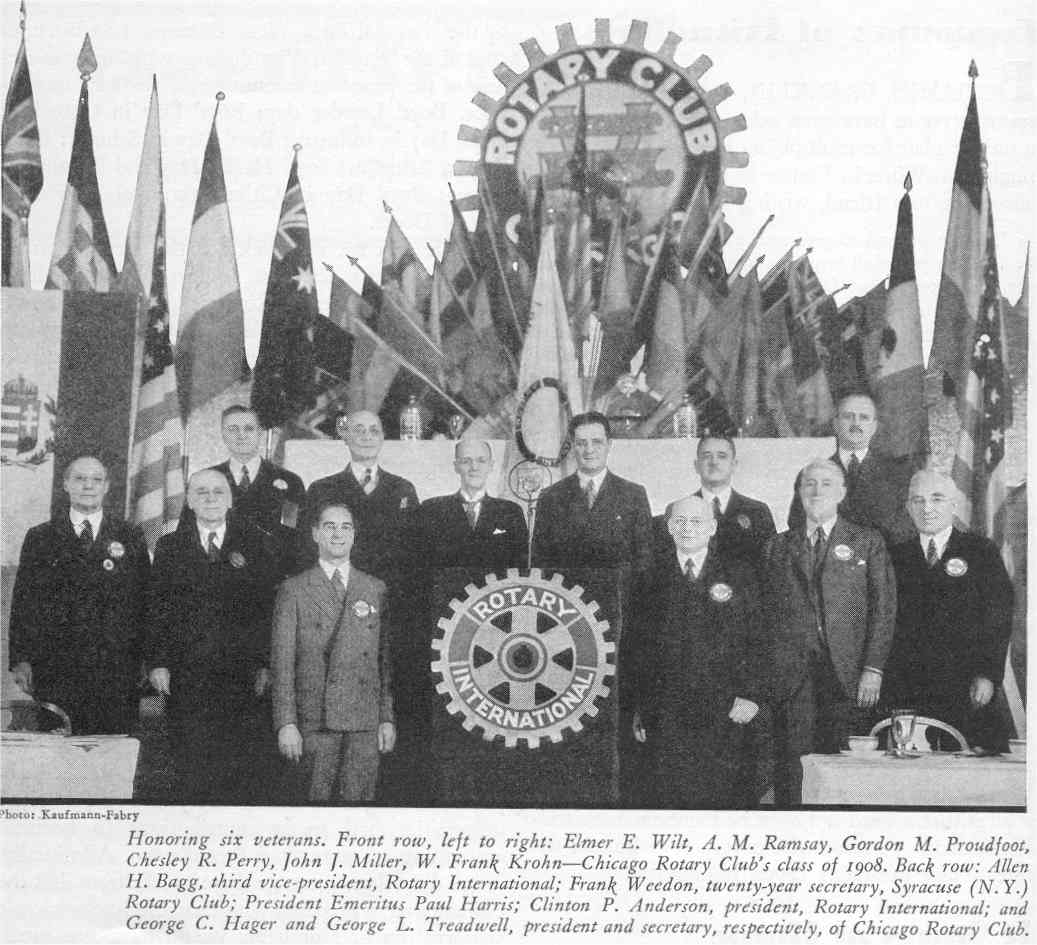 ROTARY CLUB
ROTARY
INTERNATIONAL
Photo: Kaufmann-Fabry
Honoring six veterans. Front row, left to right: Elmer E. Wilt, A. M. Ramsay, Gordon M. Proudfoot,
Chesley R. Perry, John J. Miller, W. Frank Krohn—Chicago Rotary Club's class of 1908. Back row: Allen
H. Bagg, third vice-president, Rotary International; Frank Weedon, twenty-year secretary, Syracuse (N.Y.)
Rotary Club; President Emeritus Paul Harris; Clinton P. Anderson, president, Rotary International; and
George C. Hager and George L. Treadwell, president and secretary, respectively, of Chicago Rotary Club.